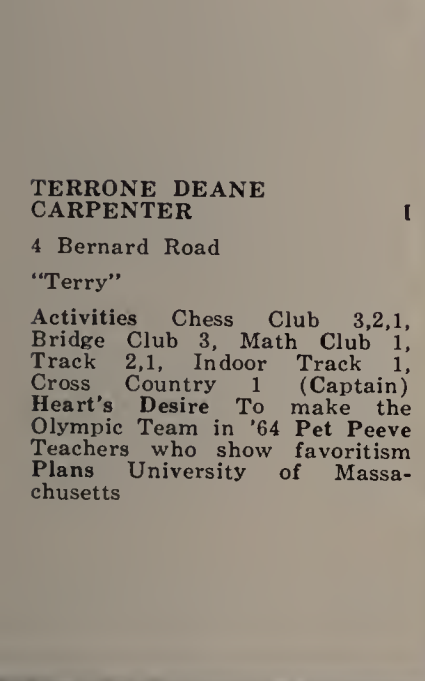 TERRONE DEANE
CARPENTER
4 Bernard Road
“Terry”
Activities Chess Club 3,2,1,
Bridge Club 3, Math Club 1,
Track 2,1, Indoor Track 1,
Cross Country 1 (Captain)
Heart's Desire To make the
Olympic Team in '64 Pet Peeve
Teachers who show favoritism
Plans University of Massa-
chusetts